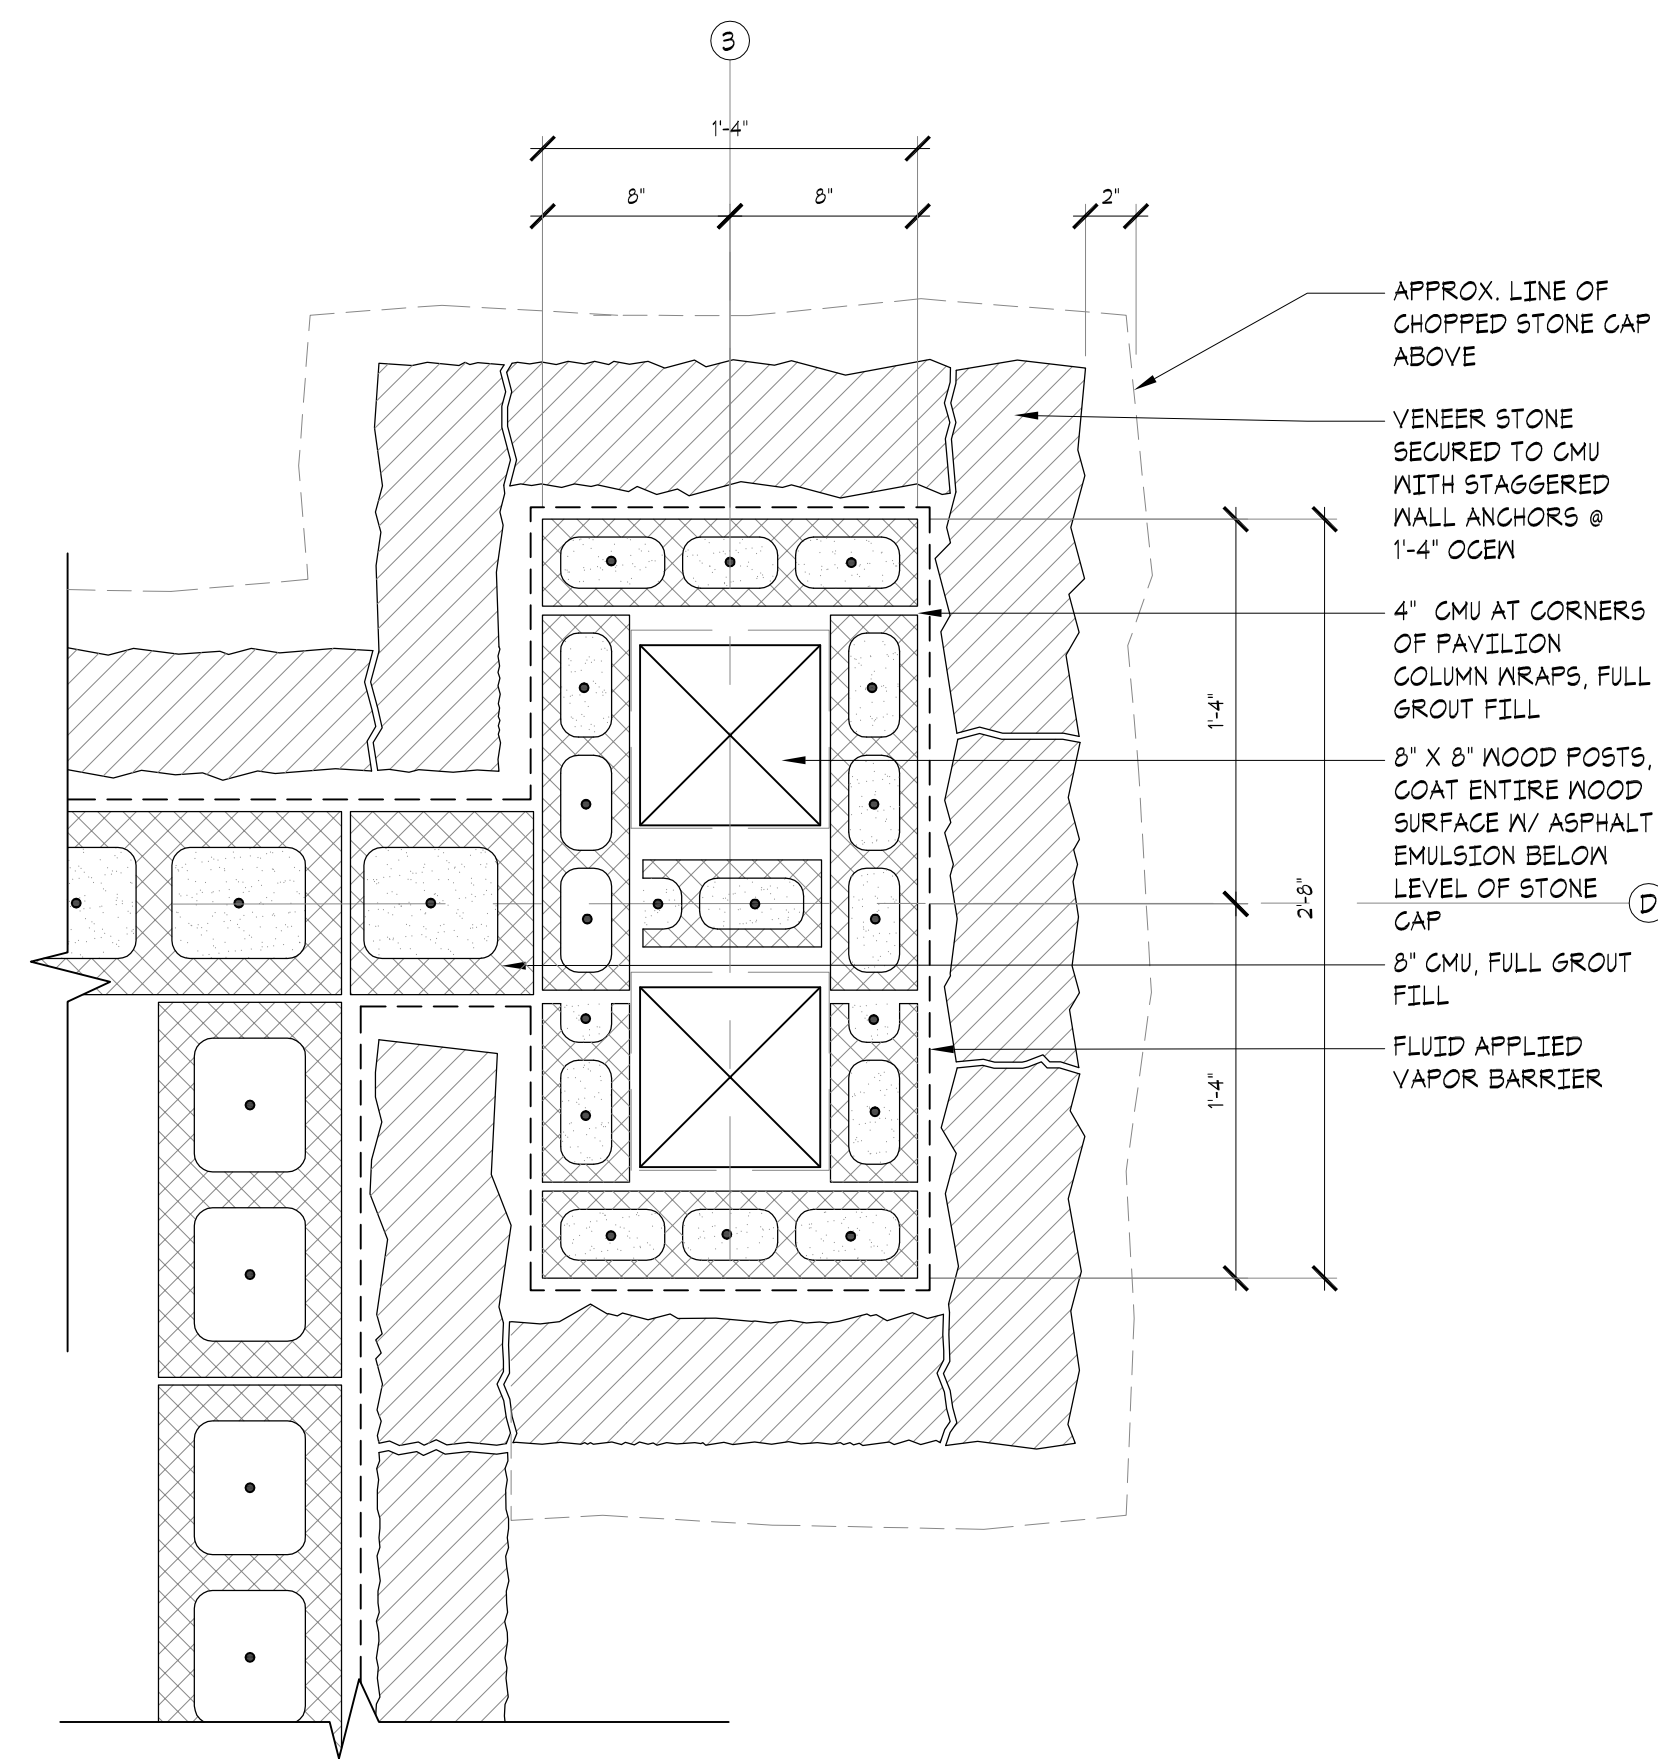 3
1'-4"
8"
8"
2"
APPROX. LINE OF
CHOPPED STONE CAP
ABOVE
VENEER STONE
SECURED TO CMU
WITH STAGGERED
WALL ANCHORS @
1'-4" OCEW
4" CMU AT CORNERS
OF PAVILION
COLUMN WRAPS, FULL
GROUT FILL
1'-4"
8" X 8" WOOD POSTS,
COAT ENTIRE WOOD
SURFACE W/ ASPHALT
EMULSION BELOW
LEVEL OF STONE
CAP
2'-8"
D
8" CMU, FULL GROUT
FILL
FLUID APPLIED
VAPOR BARRIER
1'-4"